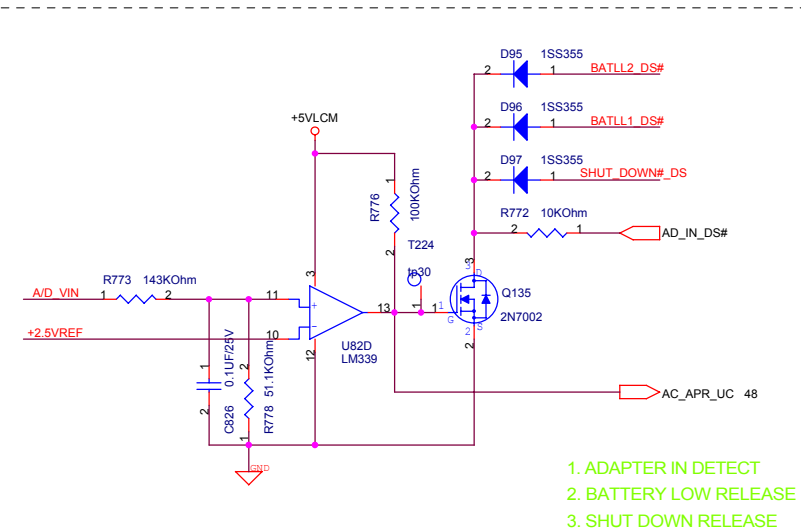 D95 1SS355
2 1 BATLL2_DS#
D96 1SS355
2 1 BATLL1_DS#
+5VLCM
D97 1SS355
2 1 SHUT_DOWN#_DS
R776 1 100KOhm 2
R772 10KOhm
2 1 AD_IN_DS#
T224
tp30
R773 143KOhm
A/D_VIN 1 2 11 + 3
13 1 1 G 3 3 D
Q135
2N7002
+2.5VREF 10 -
2 S 2
U82D
LM339
12
1 0.1UF/25V
2 C826
2 51.1KOhm
1 R778
AC_APR_UC 48
GND
1. ADAPTER IN DETECT
2. BATTERY LOW RELEASE
3. SHUT DOWN RELEASE